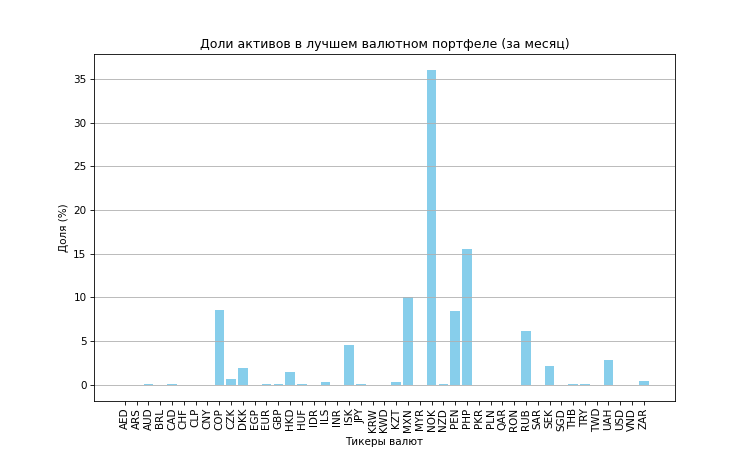 Доли активов в лучшем валютном портфеле (за месяц)
Доля (%)
35
30
25
20
15
10
5
0
AED
ARS
AUD
BRL
CAD
CHF
CLP
CNY
COP
CZK
DKK
EGP
EUR
GBP
HKD
HUF
IDR
ILS
INR
ISK
JPY
KRW
KWD
KZT
MXN
MYR
NOK
NZD
PEN
PHP
PKR
PLN
QAR
RON
RUB
SAR
SEK
SGD
THB
TRY
TWD
UAH
USD
VND
ZAR
Тикеры валют